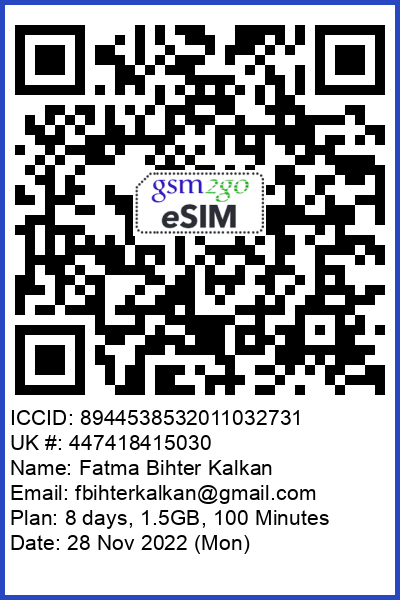 gsm2go
eSIM
ICCID: 8944538532011032731
UK #: 447418415030
Name: Fatma Bihter Kalkan
Email: fbihterkalkan@gmail.com
Plan: 8 days, 1.5GB, 100 Minutes
Date: 28 Nov 2022 (Mon)